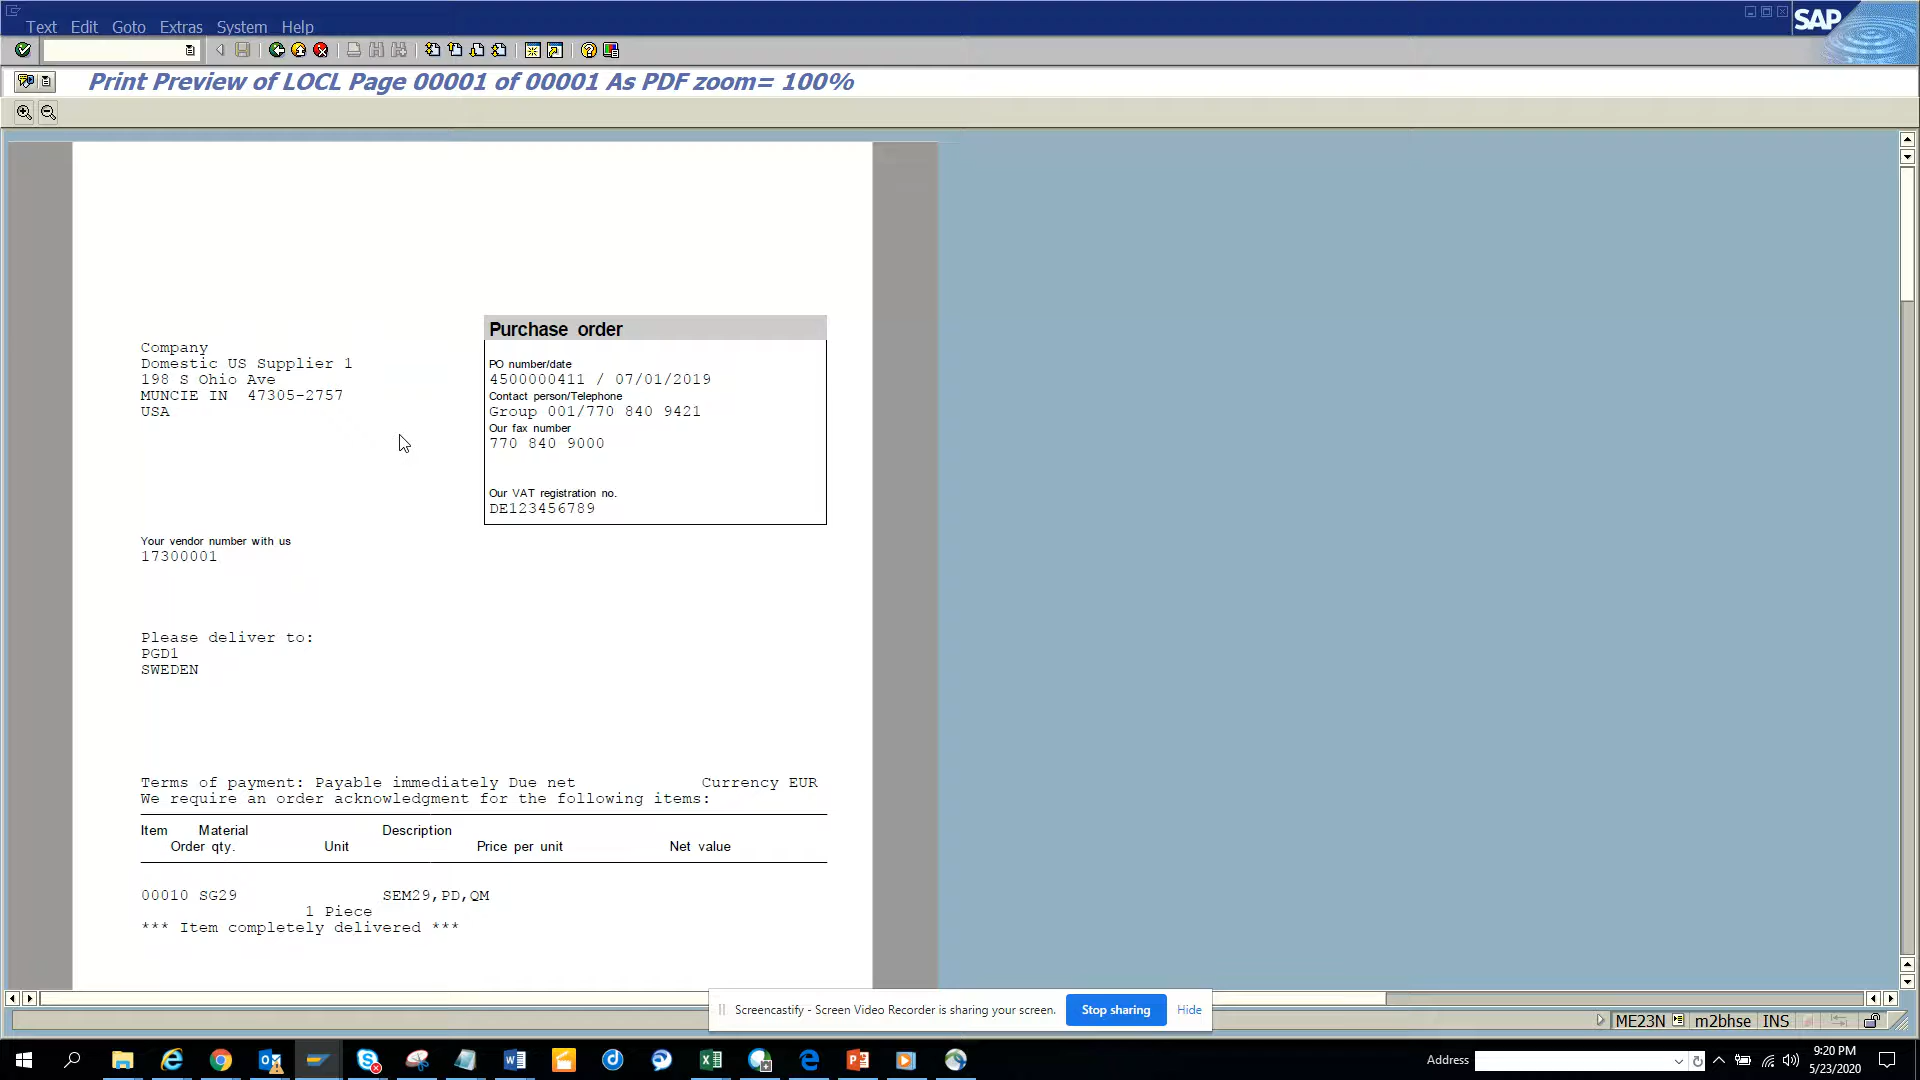 Text Edit Goto Extras System Help
SAP
Print Preview of LOCL Page 00001 of 00001 As PDF zoom= 100%
Purchase order
Company
Domestic US Supplier 1
198 S Ohio Ave
MUNCIE IN 47305-2757
USA
PO number/date
4500000411 / 07/01/2019
Contact person/Telephone
Group 001/770 840 9421
Our fax number
770 840 9000
Our VAT registration no.
DE123456789
Your vendor number with us
17300001
Please deliver to:
PGD1
SWEDEN
Terms of payment: Payable immediately Due net Currency EUR
We require an order acknowledgment for the following items:
Item Material Description
Order qty. Unit Price per unit Net value
00010 SG29 SEM29,PD,QM
1 Piece
*** Item completely delivered ***
Screencastify - Screen Video Recorder is sharing your screen. Stop sharing Hide
ME23N m2bhse INS
Address
9:20 PM
5/23/2020